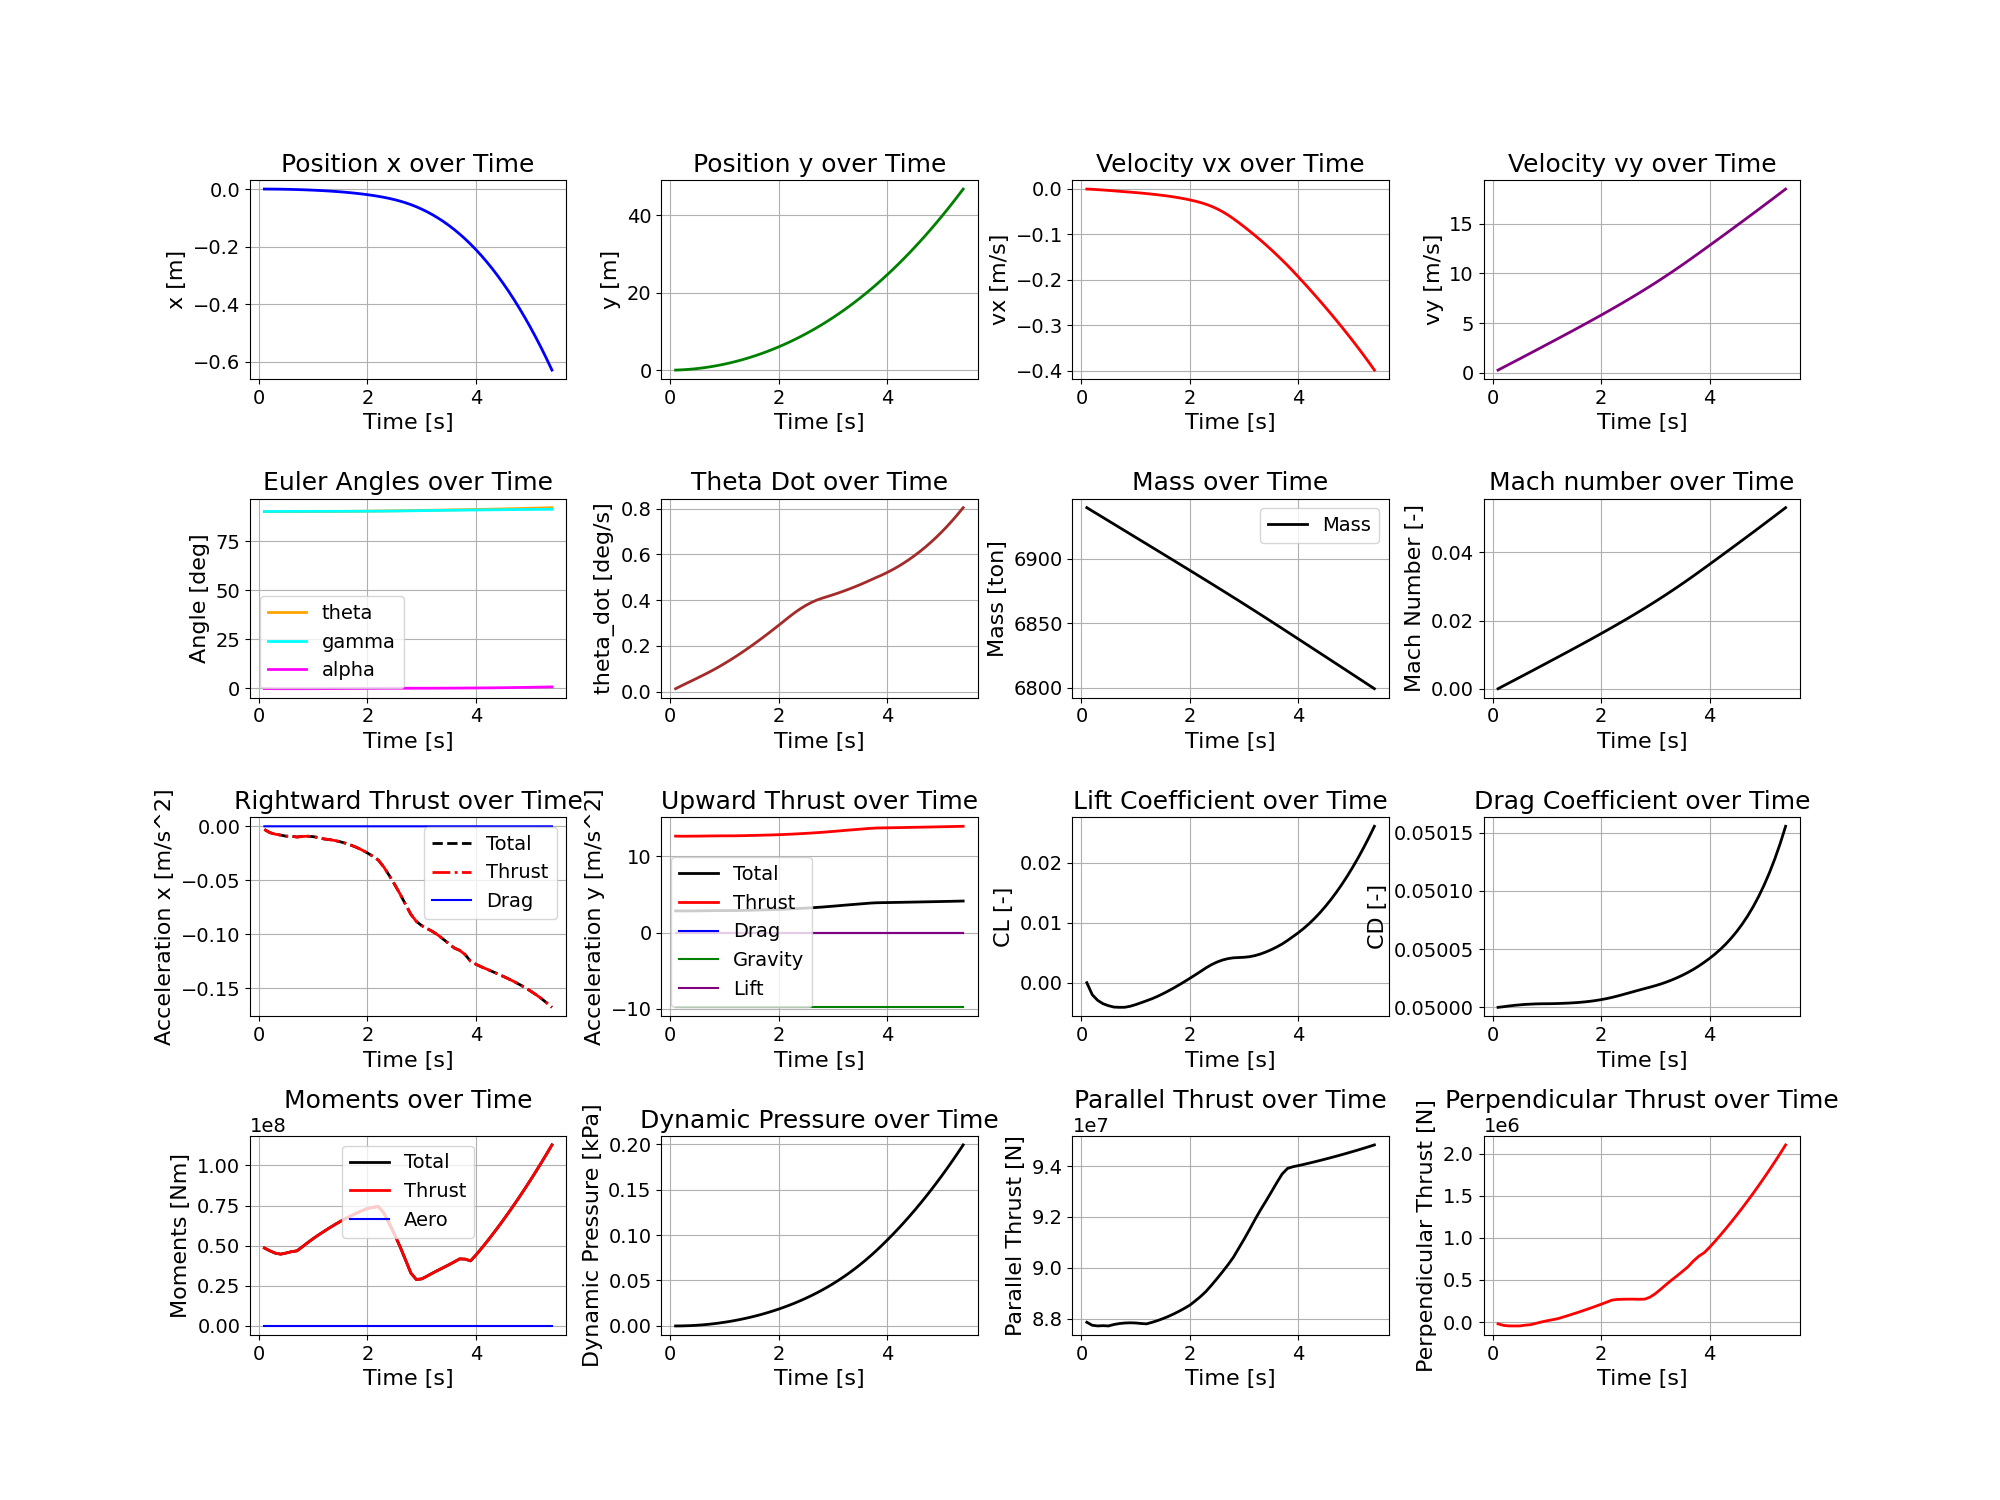 Position x over Time
x [m]
0.0
−0.2
−0.4
−0.6
0 2 4
Time [s]
Position y over Time
y [m]
40
20
0
0 2 4
Time [s]
Velocity vx over Time
vx [m/s]
0.0
−0.1
−0.2
−0.3
−0.4
0 2 4
Time [s]
Velocity vy over Time
vy [m/s]
15
10
5
0
0 2 4
Time [s]
Euler Angles over Time
Angle [deg]
75
50
25
0
theta
gamma
alpha
0 2 4
Time [s]
Theta Dot over Time
theta_dot [deg/s]
0.8
0.6
0.4
0.2
0.0
0 2 4
Time [s]
Mass over Time
Mass [ton]
6900
6850
6800
Mass
0 2 4
Time [s]
Mach number over Time
Mach Number [-]
0.04
0.02
0.00
0 2 4
Time [s]
Rightward Thrust over Time
Acceleration x [m/s^2]
0.00
−0.05
−0.10
−0.15
Total
Thrust
Drag
0 2 4
Time [s]
Upward Thrust over Time
Acceleration y [m/s^2]
10
0
−10
Total
Thrust
Drag
Gravity
Lift
0 2 4
Time [s]
Lift Coefficient over Time
CL [-]
0.02
0.01
0.00
0 2 4
Time [s]
Drag Coefficient over Time
CD [-]
0.05015
0.05010
0.05005
0.05000
0 2 4
Time [s]
Moments over Time
1e8
Moments [Nm]
1.00
0.75
0.50
0.25
0.00
Total
Thrust
Aero
0 2 4
Time [s]
Dynamic Pressure over Time
Dynamic Pressure [kPa]
0.20
0.15
0.10
0.05
0.00
0 2 4
Time [s]
Parallel Thrust over Time
1e7
Parallel Thrust [N]
9.4
9.2
9.0
8.8
0 2 4
Time [s]
Perpendicular Thrust over Time
1e6
Perpendicular Thrust [N]
2.0
1.5
1.0
0.5
0.0
0 2 4
Time [s]